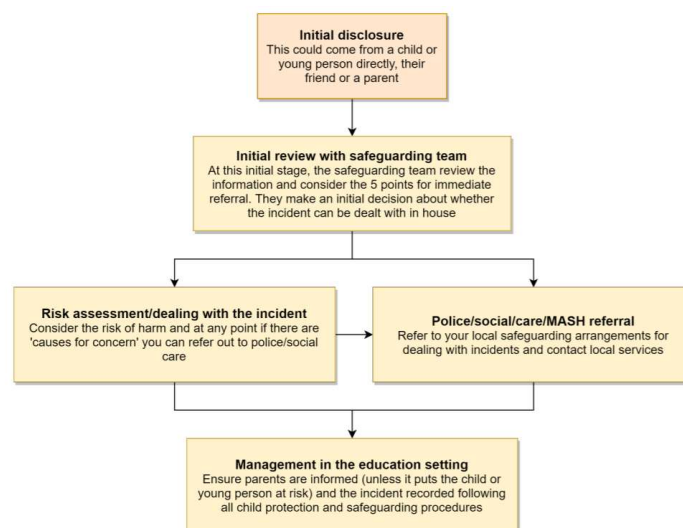 Initial disclosure
This could come from a child or
young person directly, their
friend or a parent
Initial review with safeguarding team
At this initial stage, the safeguarding team review the
information and consider the 5 points for immediate
referral. They make an initial decision about whether
the incident can be dealt with in house
Risk assessment/dealing with the incident
Consider the risk of harm and at any point if there are
'causes for concern' you can refer out to police/social
care
Police/social/care/MASH referral
Refer to your local safeguarding arrangements for
dealing with incidents and contact local services
Management in the education setting
Ensure parents are informed (unless it puts the child or
young person at risk) and the incident recorded following
all child protection and safeguarding procedures